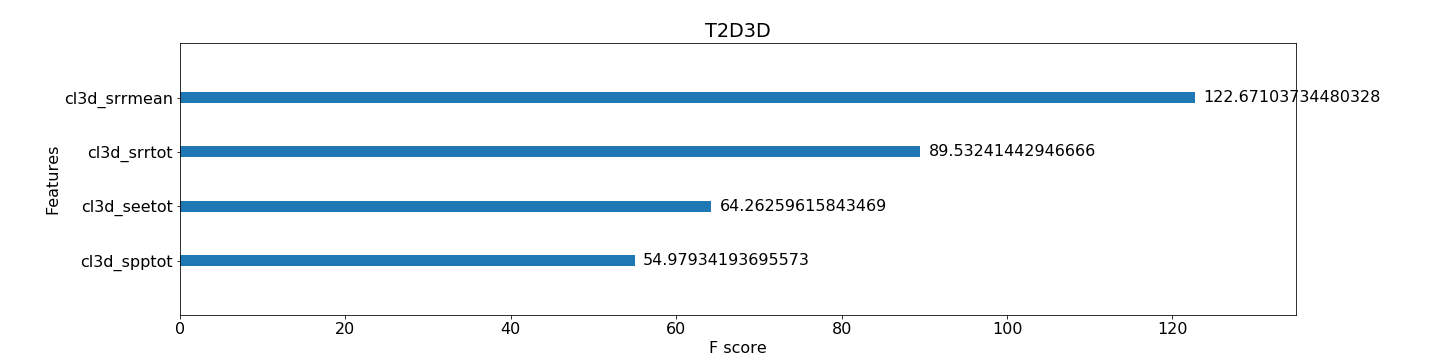 T2D3D
Features
cl3d_srrmean
122.67103734480328
cl3d_srrtot
89.53241442946666
cl3d_seetot
64.26259615843469
cl3d_spptot
54.97934193695573
0 20 40 60 80 100 120
F score